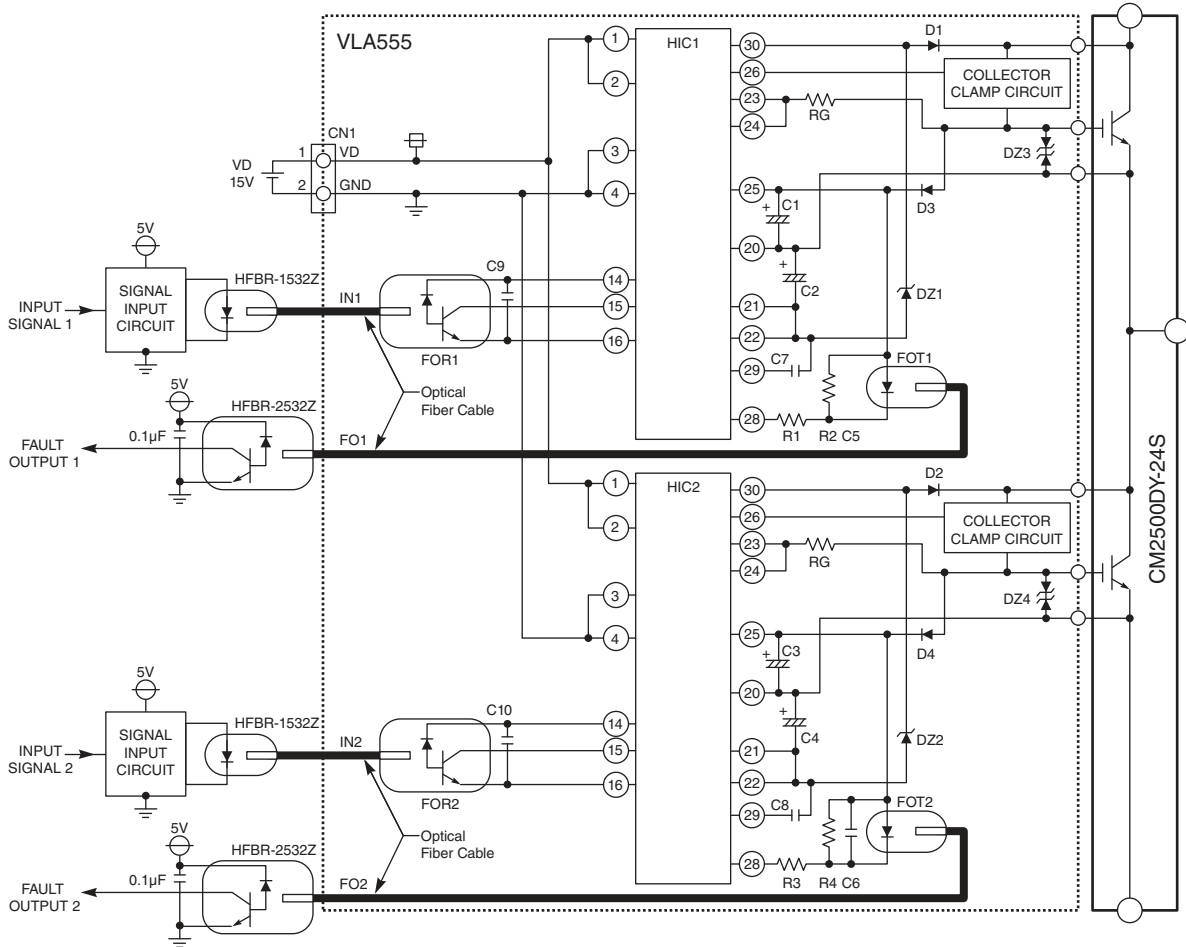 VLA555
HIC1
1
2
3
4
14
15
16
30
26
23
24
25
20
21
22
29
28
D1
COLLECTOR
CLAMP CIRCUIT
RG
DZ3
D3
+
C1
+
C2
DZ1
C7
FOT1
R1
R2 C5
CN1
1
VD
2
GND
VD
15V
5V
SIGNAL
INPUT
CIRCUIT
INPUT
SIGNAL 1
HFBR-1532Z
IN1
C9
FOR1
Optical
Fiber Cable
5V
HFBR-2532Z
0.1µF
FAULT
OUTPUT 1
FO1
HIC2
1
2
3
4
14
15
16
30
26
23
24
25
20
21
22
29
28
D2
COLLECTOR
CLAMP CIRCUIT
RG
DZ4
D4
+
C3
+
C4
DZ2
C8
FOT2
R3
R4 C6
5V
SIGNAL
INPUT
CIRCUIT
INPUT
SIGNAL 2
HFBR-1532Z
IN2
C10
FOR2
Optical
Fiber Cable
5V
HFBR-2532Z
0.1µF
FAULT
OUTPUT 2
FO2
CM2500DY-24S